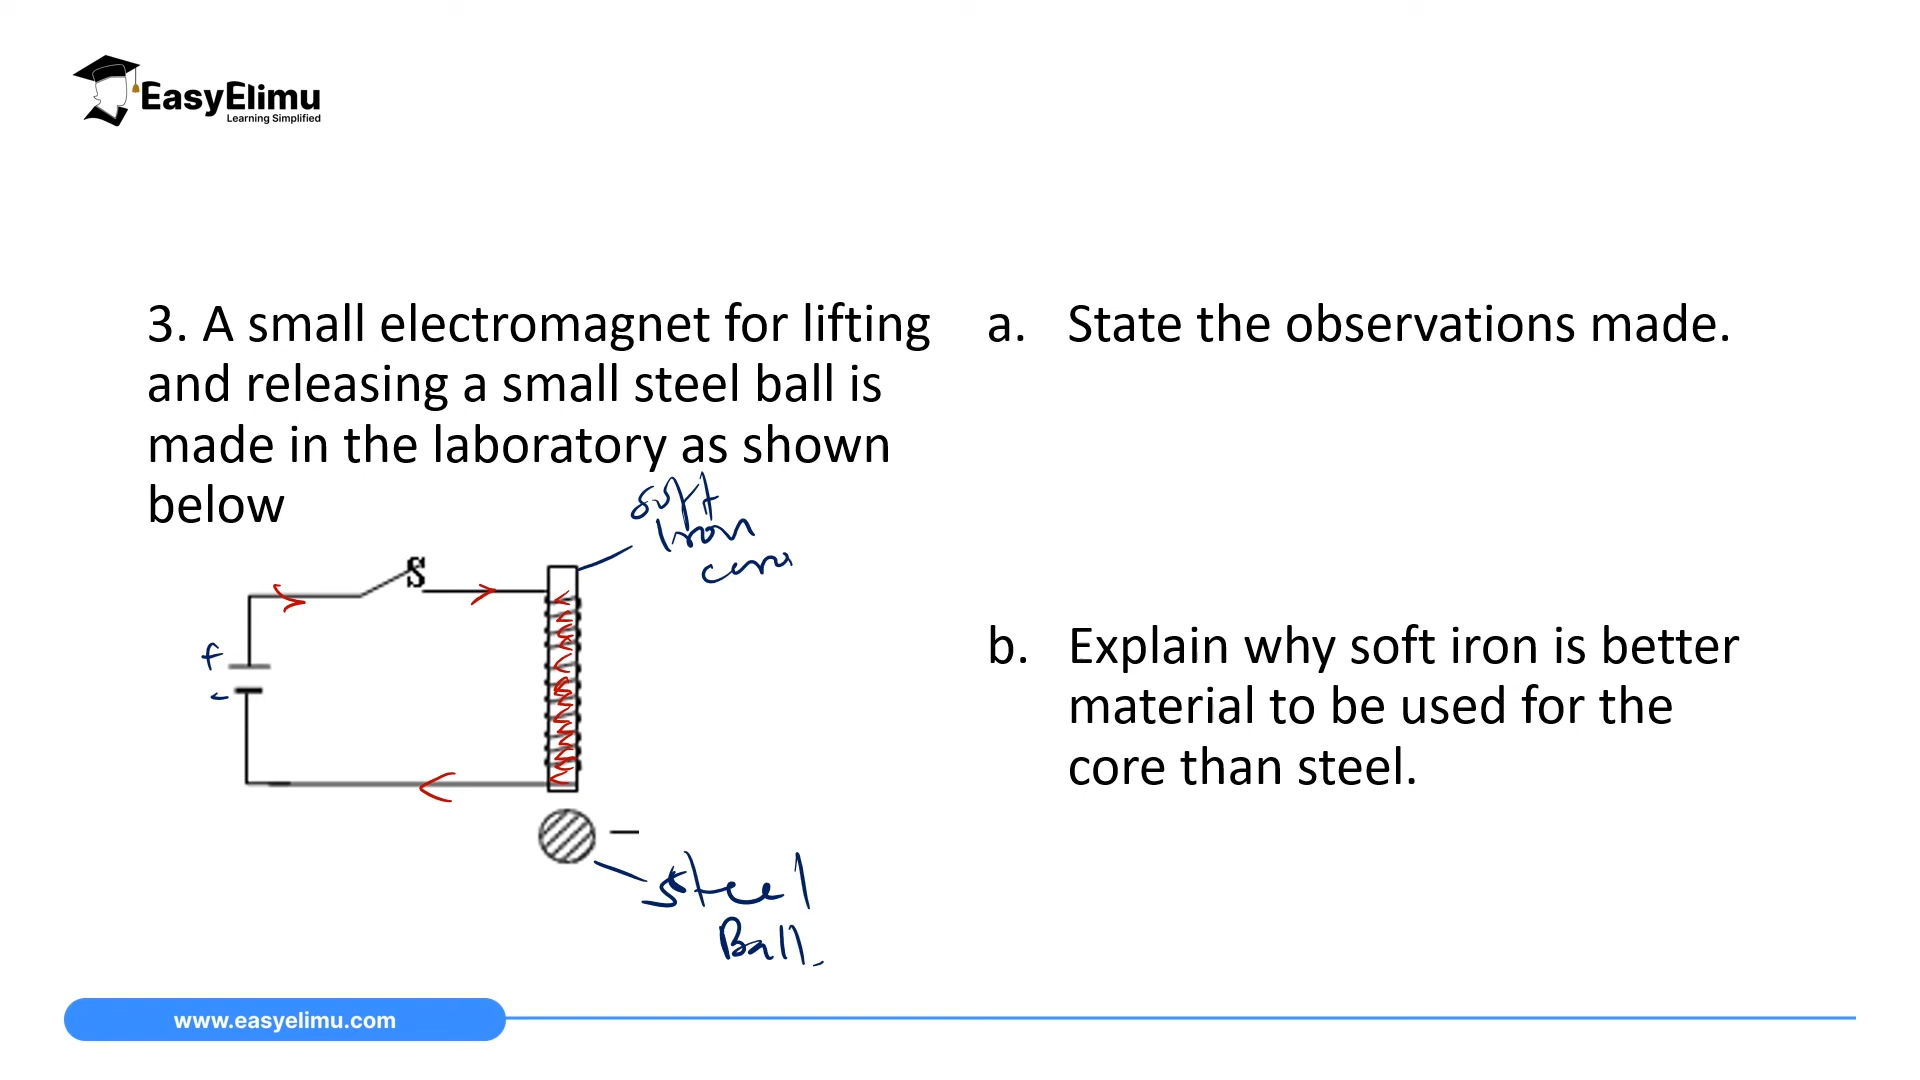 EasyElimu
Learning Simplified
3. A small electromagnet for lifting
and releasing a small steel ball is
made in the laboratory as shown
below
soft
Iron
S
+
-
steel
Ball.
a. State the observations made.
b. Explain why soft iron is better
material to be used for the
core than steel.
www.easyelimu.com